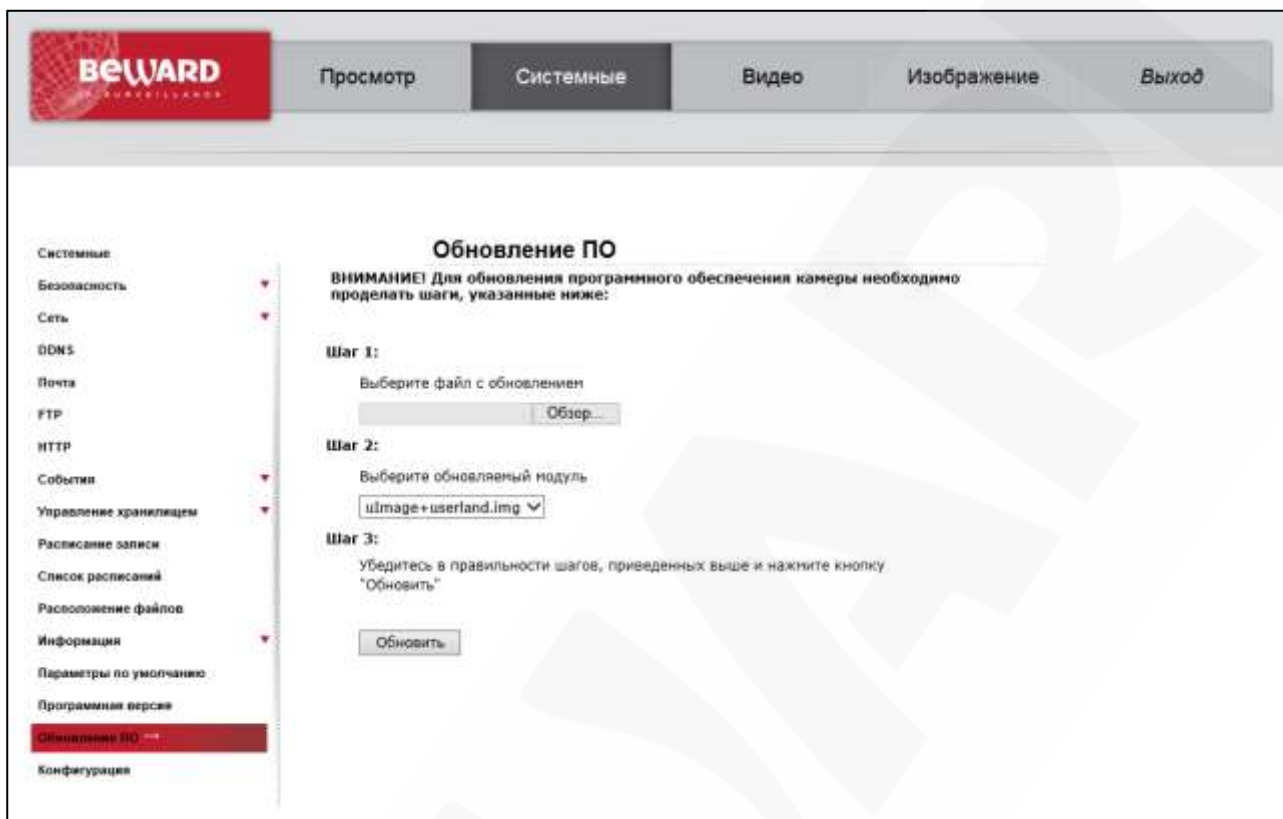 BEWARD
Просмотр
Системные
Видео
Изображение
Выход
Системные
Безопасность
Сеть
DDNS
Почта
FTP
HTTP
События
Управление хранилищем
Расписание записи
Список расписаний
Расположение файлов
Информация
Параметры по умолчанию
Программная версия
Обновление ПО
Конфигурация
Обновление ПО
ВНИМАНИЕ! Для обновления программного обеспечения камеры необходимо
проделать шаги, указанные ниже:
Шаг 1:
Выберите файл с обновлением
Обзор...
Шаг 2:
Выберите обновляемый модуль
uImage+userland.img
Шаг 3:
Убедитесь в правильности шагов, приведенных выше и нажмите кнопку
"Обновить"
Обновить